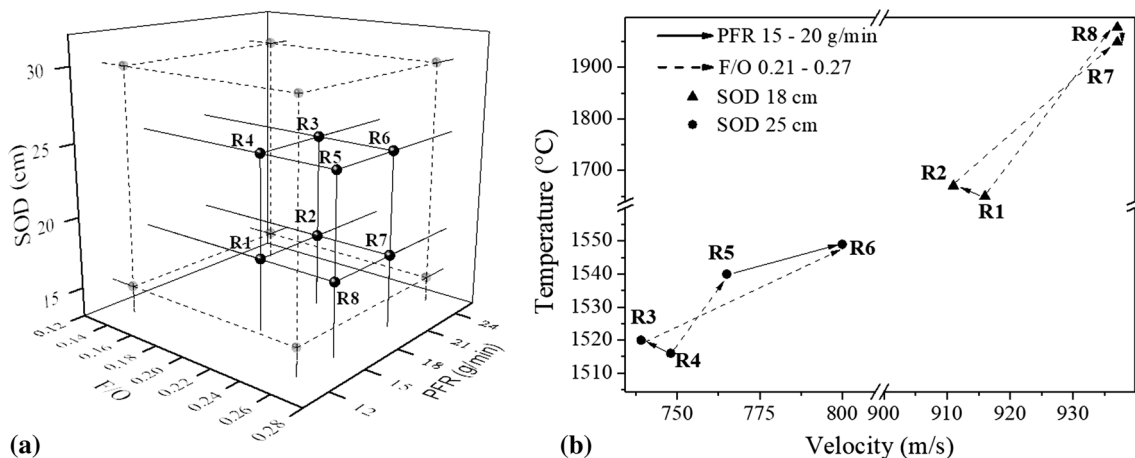 30
25
20
15
SOD (cm)
R3
R4
R6
R5
R2
R1
R7
R8
0.12
0.14
0.16
0.18
0.20
0.22
0.24
0.26
0.28
F/O
12
15
18
21
24
PFR (g/min)
(a)
PFR 15 - 20 g/min
F/O 0.21 - 0.27
SOD 18 cm
SOD 25 cm
R8
R7
R2
R1
R5
R6
R3
R4
1900
1800
1700
1550
1540
1530
1520
1510
Temperature (°C)
750 775 800 900 910 920 930
Velocity (m/s)
(b)